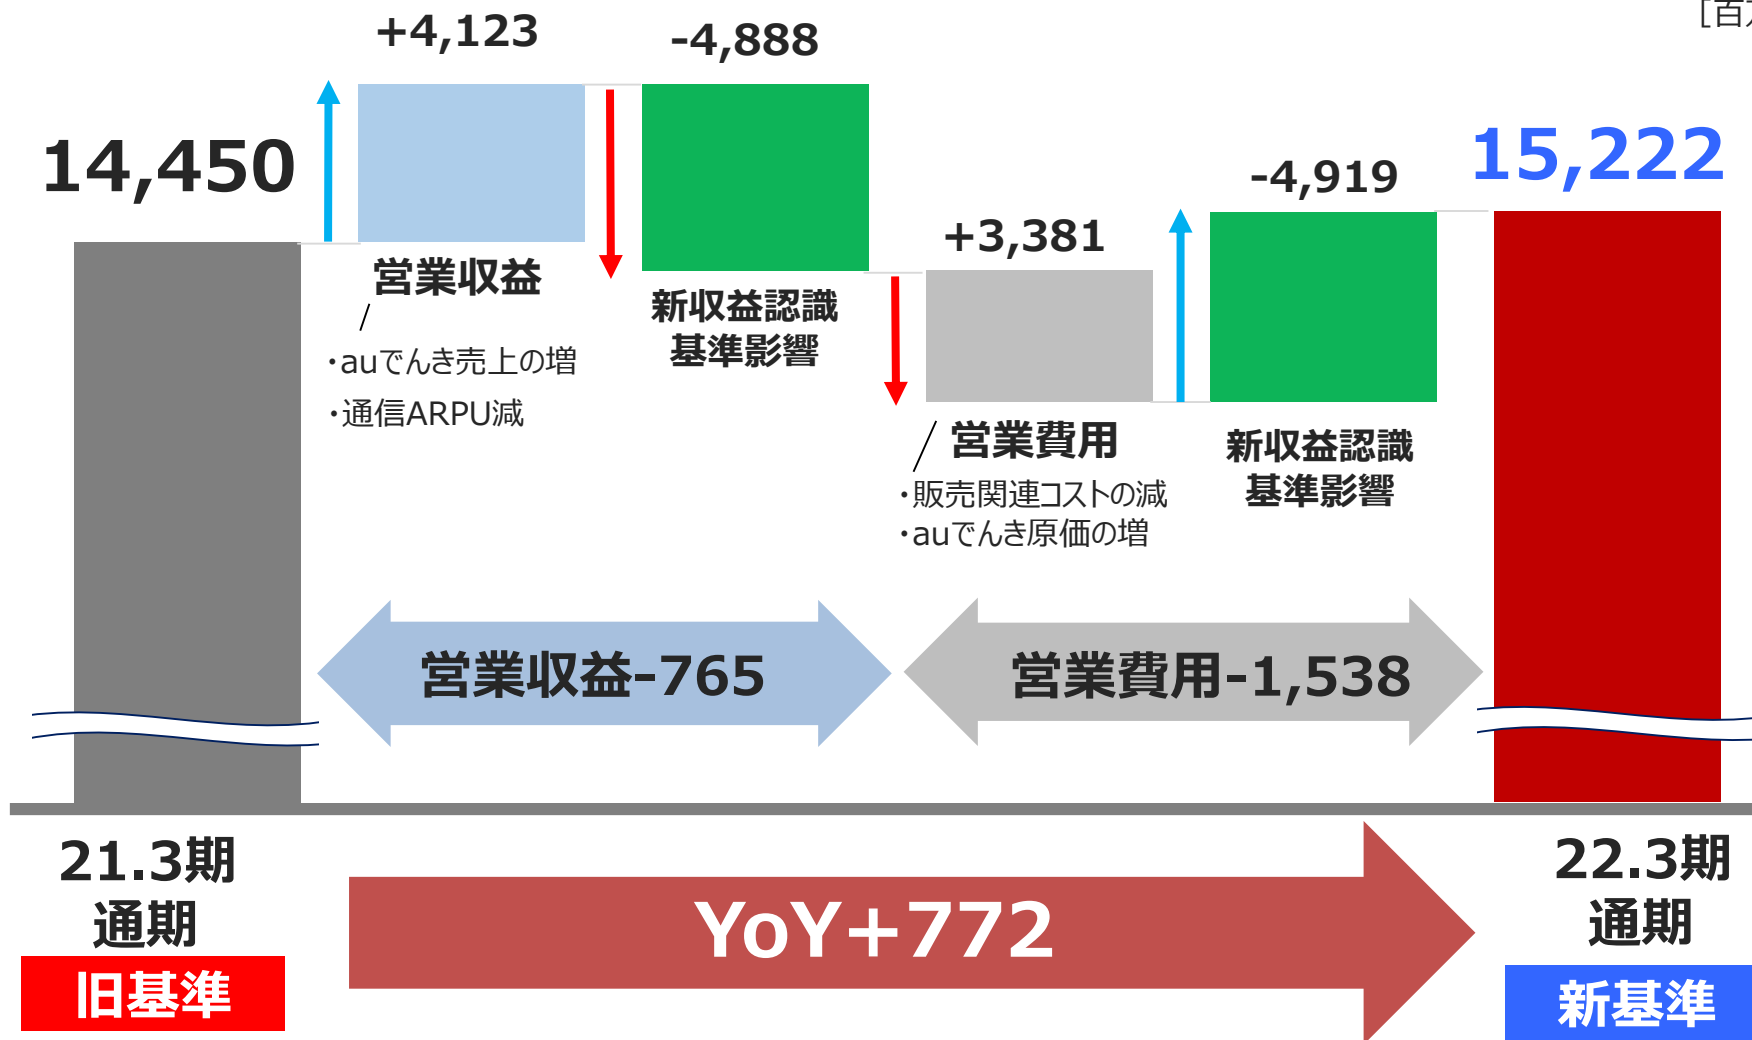 [百
+4,123
-4,888
14,450
15,222
-4,919
+3,381
営業収益
新収益認識
基準影響
・auでんき売上の増
・通信ARPU減
営業費用
新収益認識
基準影響
・販売関連コストの減
・auでんき原価の増
営業収益-765
営業費用-1,538
21.3期
通期
旧基準
YoY+772
22.3期
通期
新基準